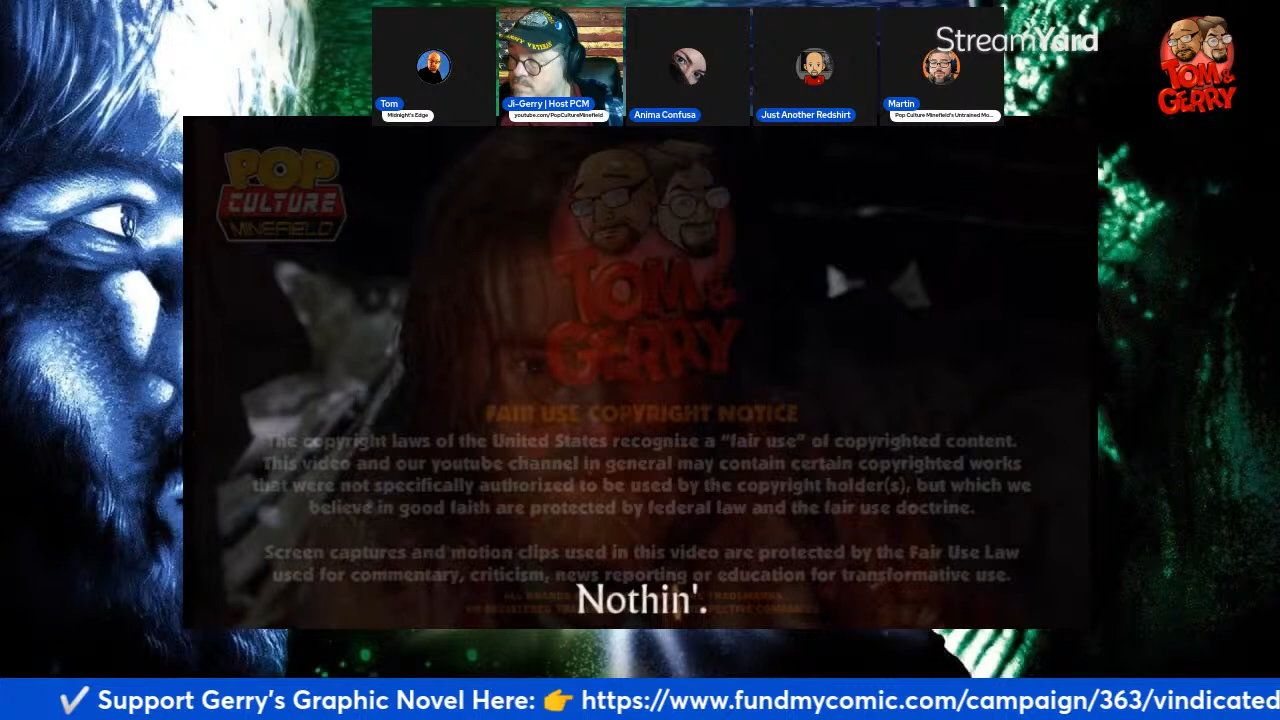 StreamYard
TOM &
GERRY
Tom
Midnight's Edge
Ji-Gerry | Host PCM
youtube.com/PopCultureMinefield
Anima Confusa
Just Another Redshirt
Martin
Pop Culture Minefield's Untrained Mo...
POP
CULTURE
MINEFIELD
TOM &
GERRY
FAIR USE COPYRIGHT NOTICE
The copyright laws of the United States recognize a "fair use" of copyrighted content.
This video and our youtube channel in general may contain certain copyrighted works
that were not specifically authorized to be used by the copyright holder(s), but which we
believe in good faith are protected by federal law and the fair use doctrine.
Screen captures and motion clips used in this video are protected by the Fair Use Law
used for commentary, criticism, news reporting or education for transformative use.
Nothin'.
✔ Support Gerry's Graphic Novel Here: 👉 https://www.fundmycomic.com/campaign/363/vindicated